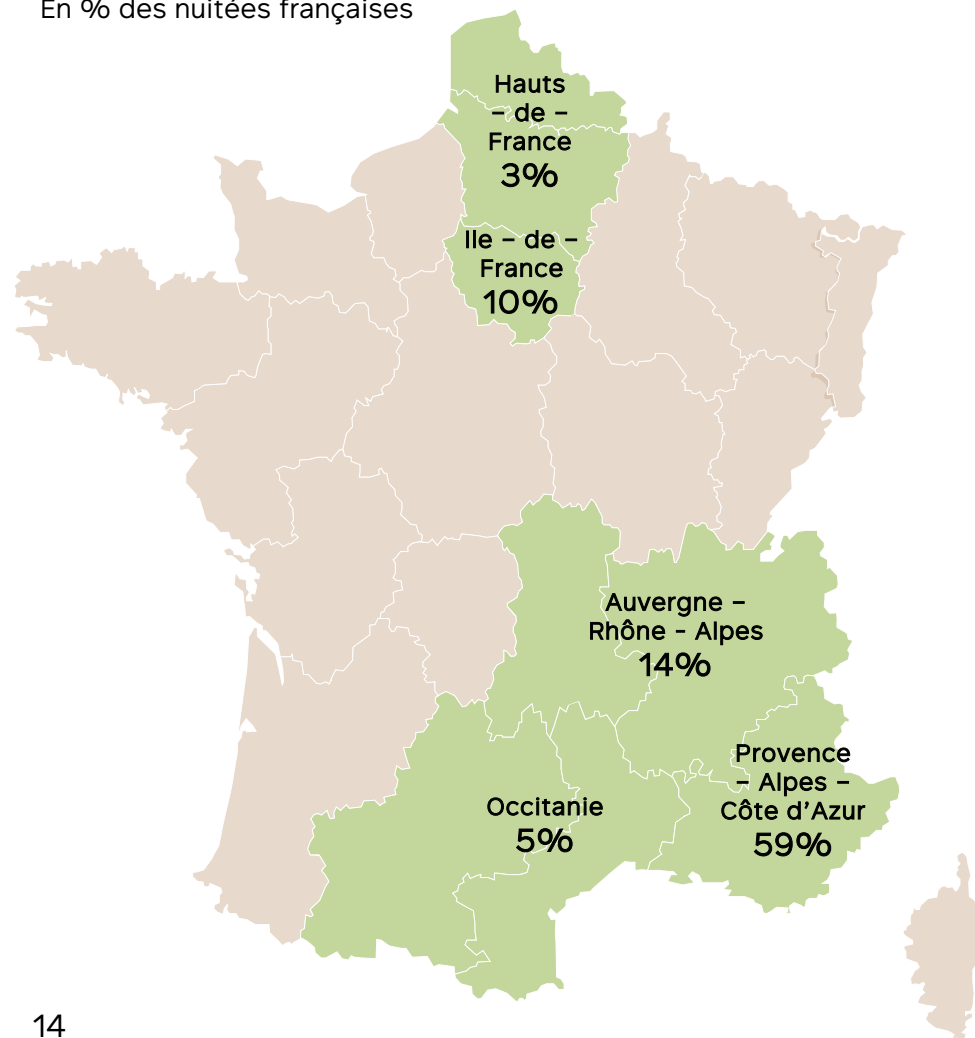 En % des nuitées françaises
Hauts
– de –
France
3%
Ile – de –
France
10%
Auvergne –
Rhône - Alpes
14%
Provence
– Alpes –
Côte d’Azur
59%
Occitanie
5%
14